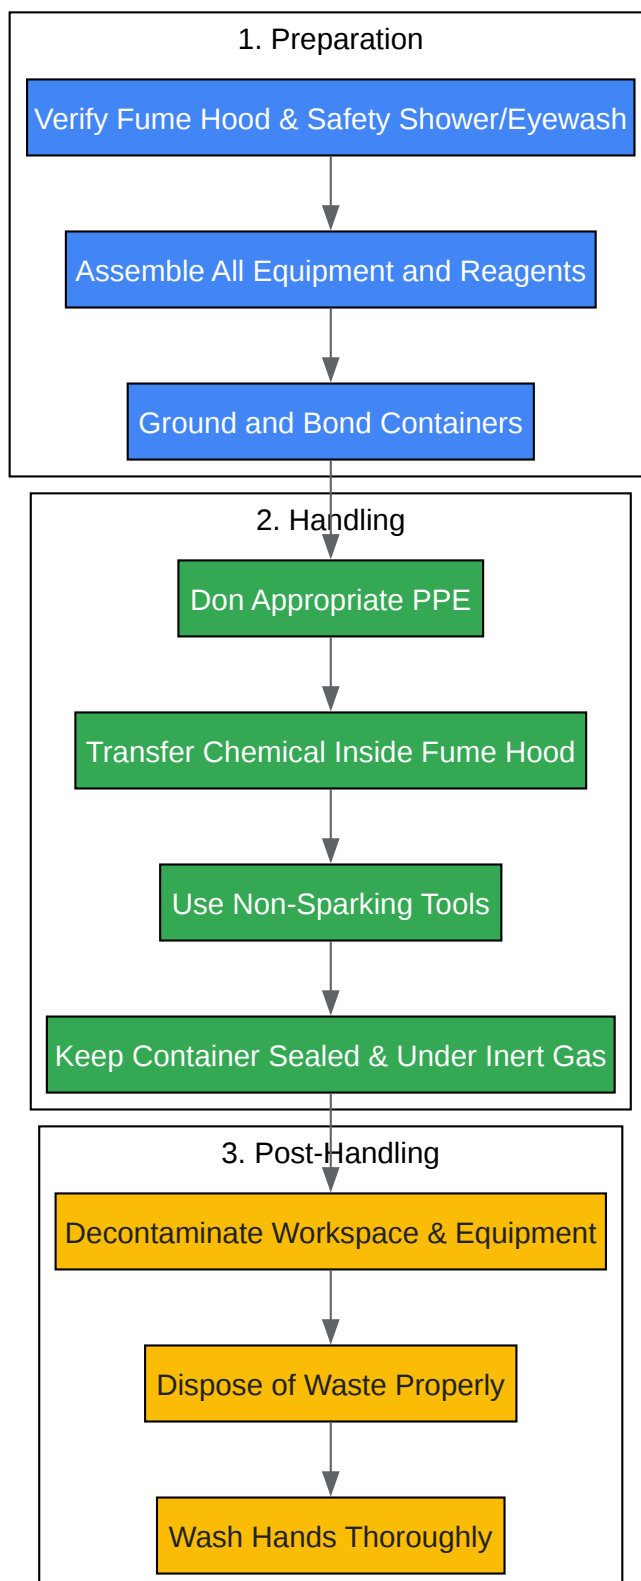 1. Preparation
Verify Fume Hood & Safety Shower/Eyewash
Assemble All Equipment and Reagents
Ground and Bond Containers
2. Handling
Don Appropriate PPE
Transfer Chemical Inside Fume Hood
Use Non-Sparking Tools
Keep Container Sealed & Under Inert Gas
3. Post-Handling
Decontaminate Workspace & Equipment
Dispose of Waste Properly
Wash Hands Thoroughly